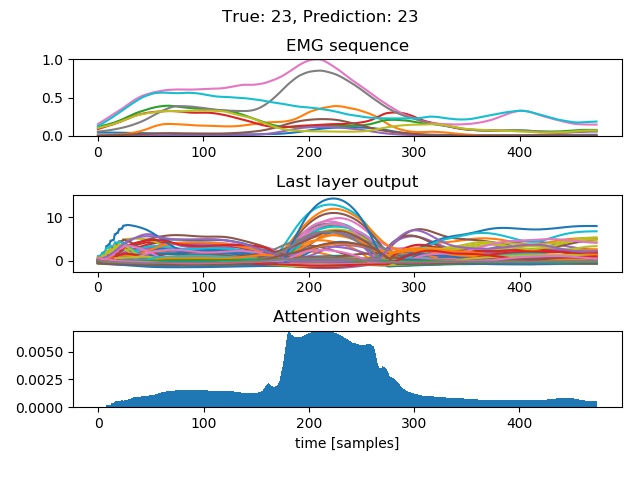 True: 23, Prediction: 23
EMG sequence
1.0
0.5
0.0
0 100 200 300 400
Last layer output
10
0
0 100 200 300 400
Attention weights
0.0050
0.0025
0.0000
0 100 200 300 400
time [samples]